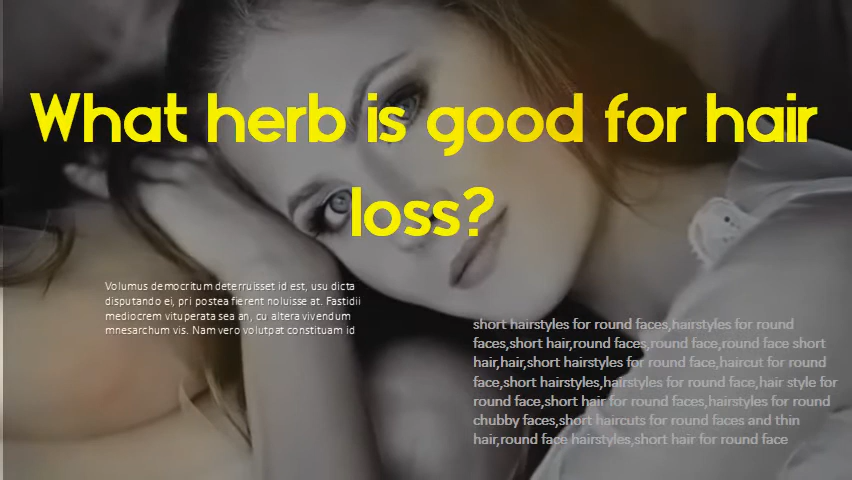 What herb is good for hair
loss?
Volumus democritum deterruisset id est, usu dicta
disputando ei, pri postea fierent noluisse at. Fastidii
mediocrem vituperata sea an, cu altera vivendum
mnesarchum vis. Nam vero volutpat constituam id
short hairstyles for round faces,hairstyles for round
faces,short hair,round faces,round face,round face short
hair,hair,short hairstyles for round face,haircut for round
face,short hairstyles,hairstyles for round face,hair style for
round face,short hair for round faces,hairstyles for round
chubby faces,short haircuts for round faces and thin
hair,round face hairstyles,short hair for round face